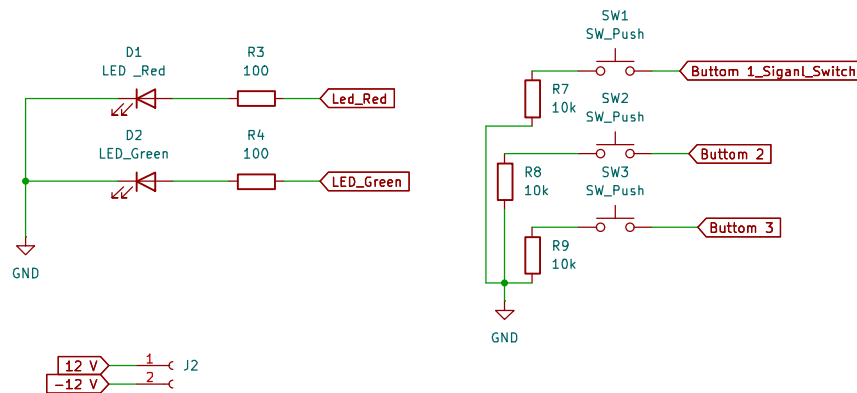 D1
LED _Red
R3
100
Led_Red
D2
LED_Green
R4
100
LED_Green
GND
SW1
SW_Push
Buttom 1_Siganl_Switch
R7
10k
SW2
SW_Push
Buttom 2
R8
10k
SW3
SW_Push
Buttom 3
R9
10k
GND
12 V
1
J2
-12 V
2